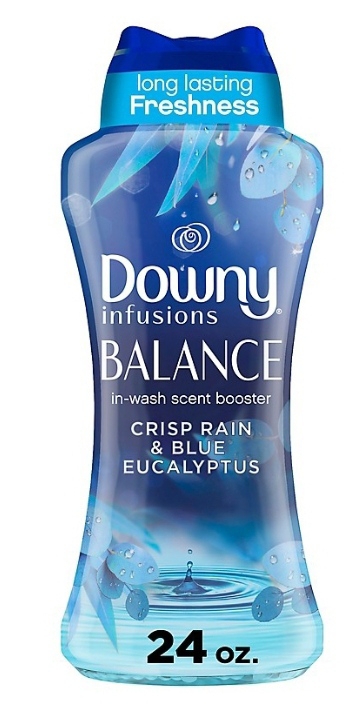 long lasting
Freshness
Downy®
infusions
BALANCE
in-wash scent booster
CRISP RAIN
& BLUE
EUCALYPTUS
24 oz.